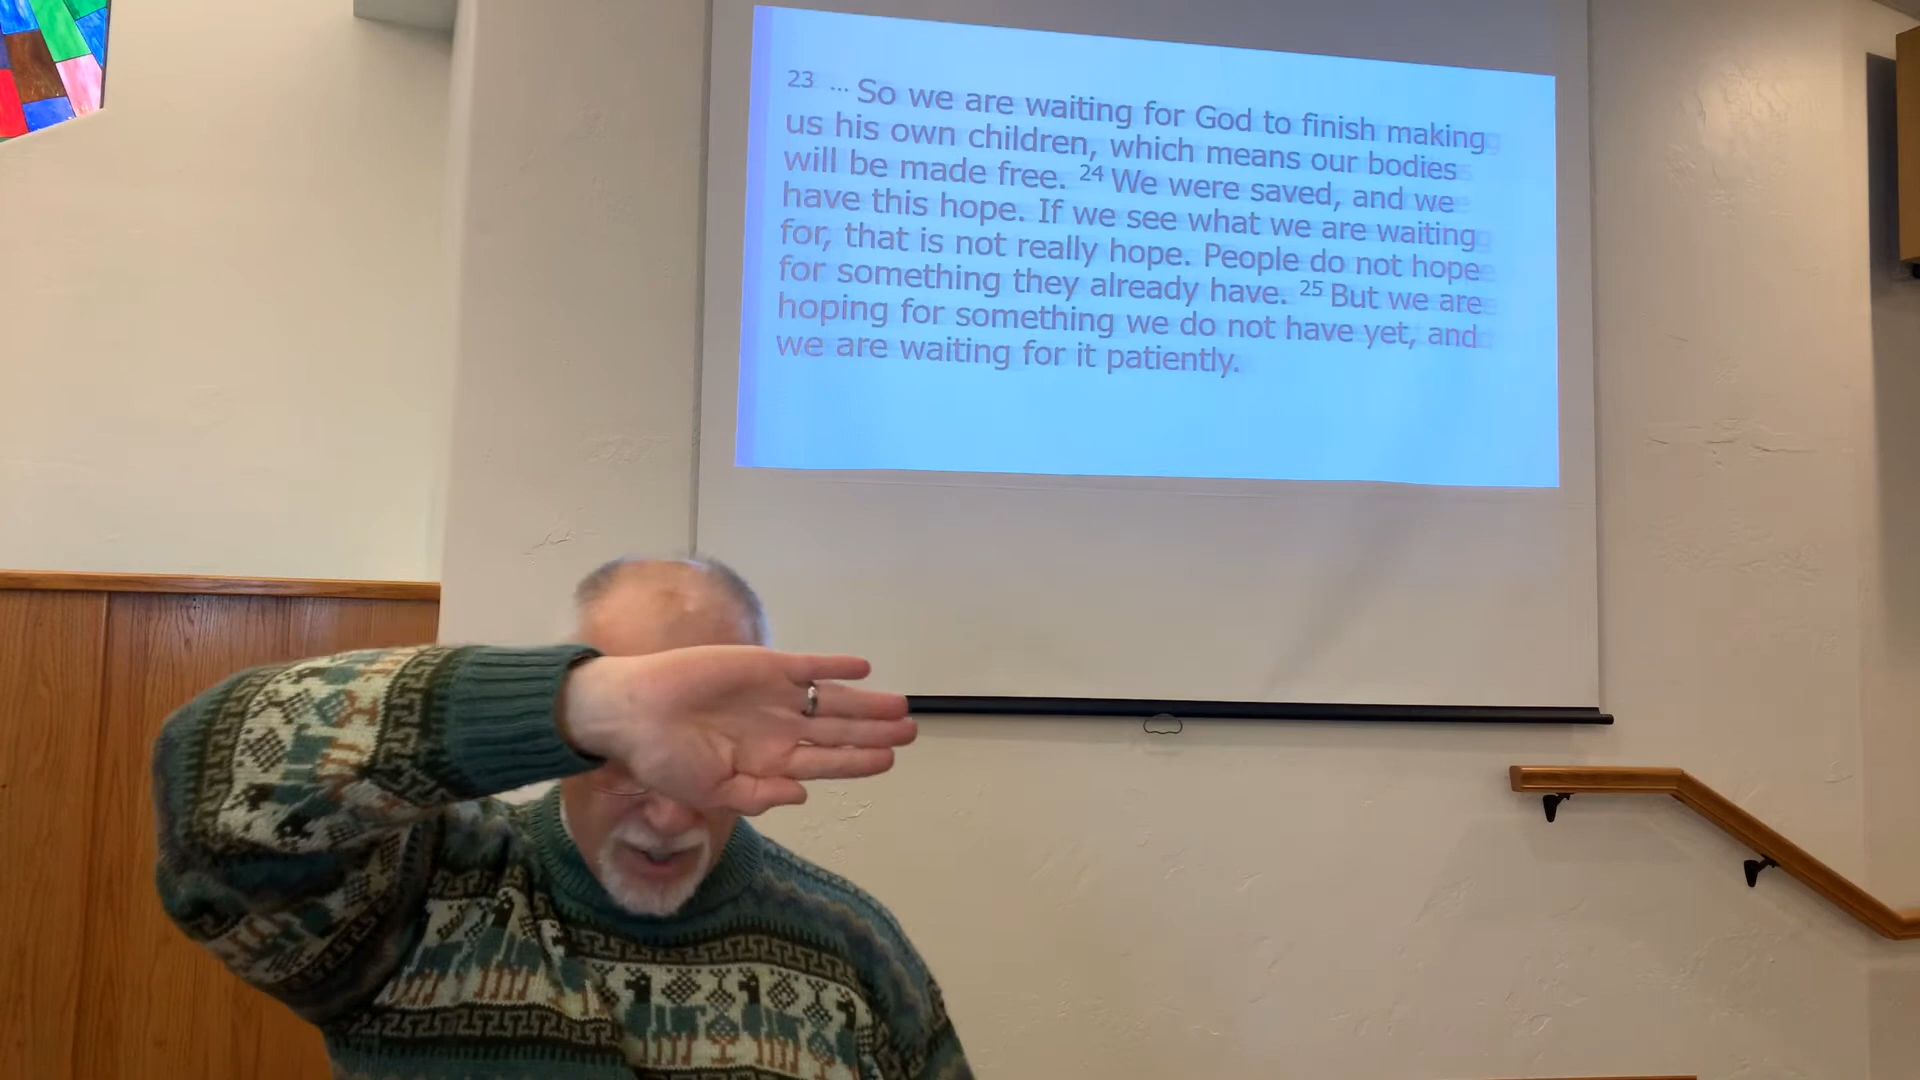 23 ... So we are waiting for God to finish making
us his own children, which means our bodies
will be made free. 24 We were saved, and we
have this hope. If we see what we are waiting
for, that is not really hope. People do not hope
for something they already have. 25 But we are
hoping for something we do not have yet, and
we are waiting for it patiently.